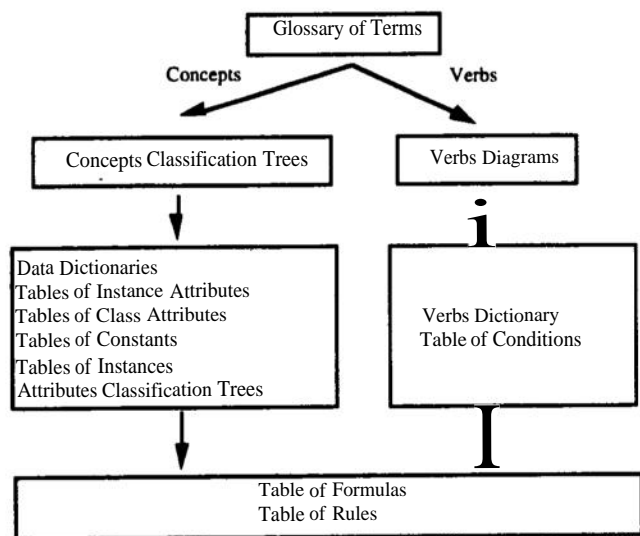 Glossary of Terms
Concepts
Verbs
Concepts Classification Trees
Verbs Diagrams
i
Data Dictionaries
Tables of Instance Attributes
Tables of Class Attributes
Tables of Constants
Tables of Instances
Attributes Classification Trees
Verbs Dictionary
Table of Conditions
I
Table of Formulas
Table of Rules